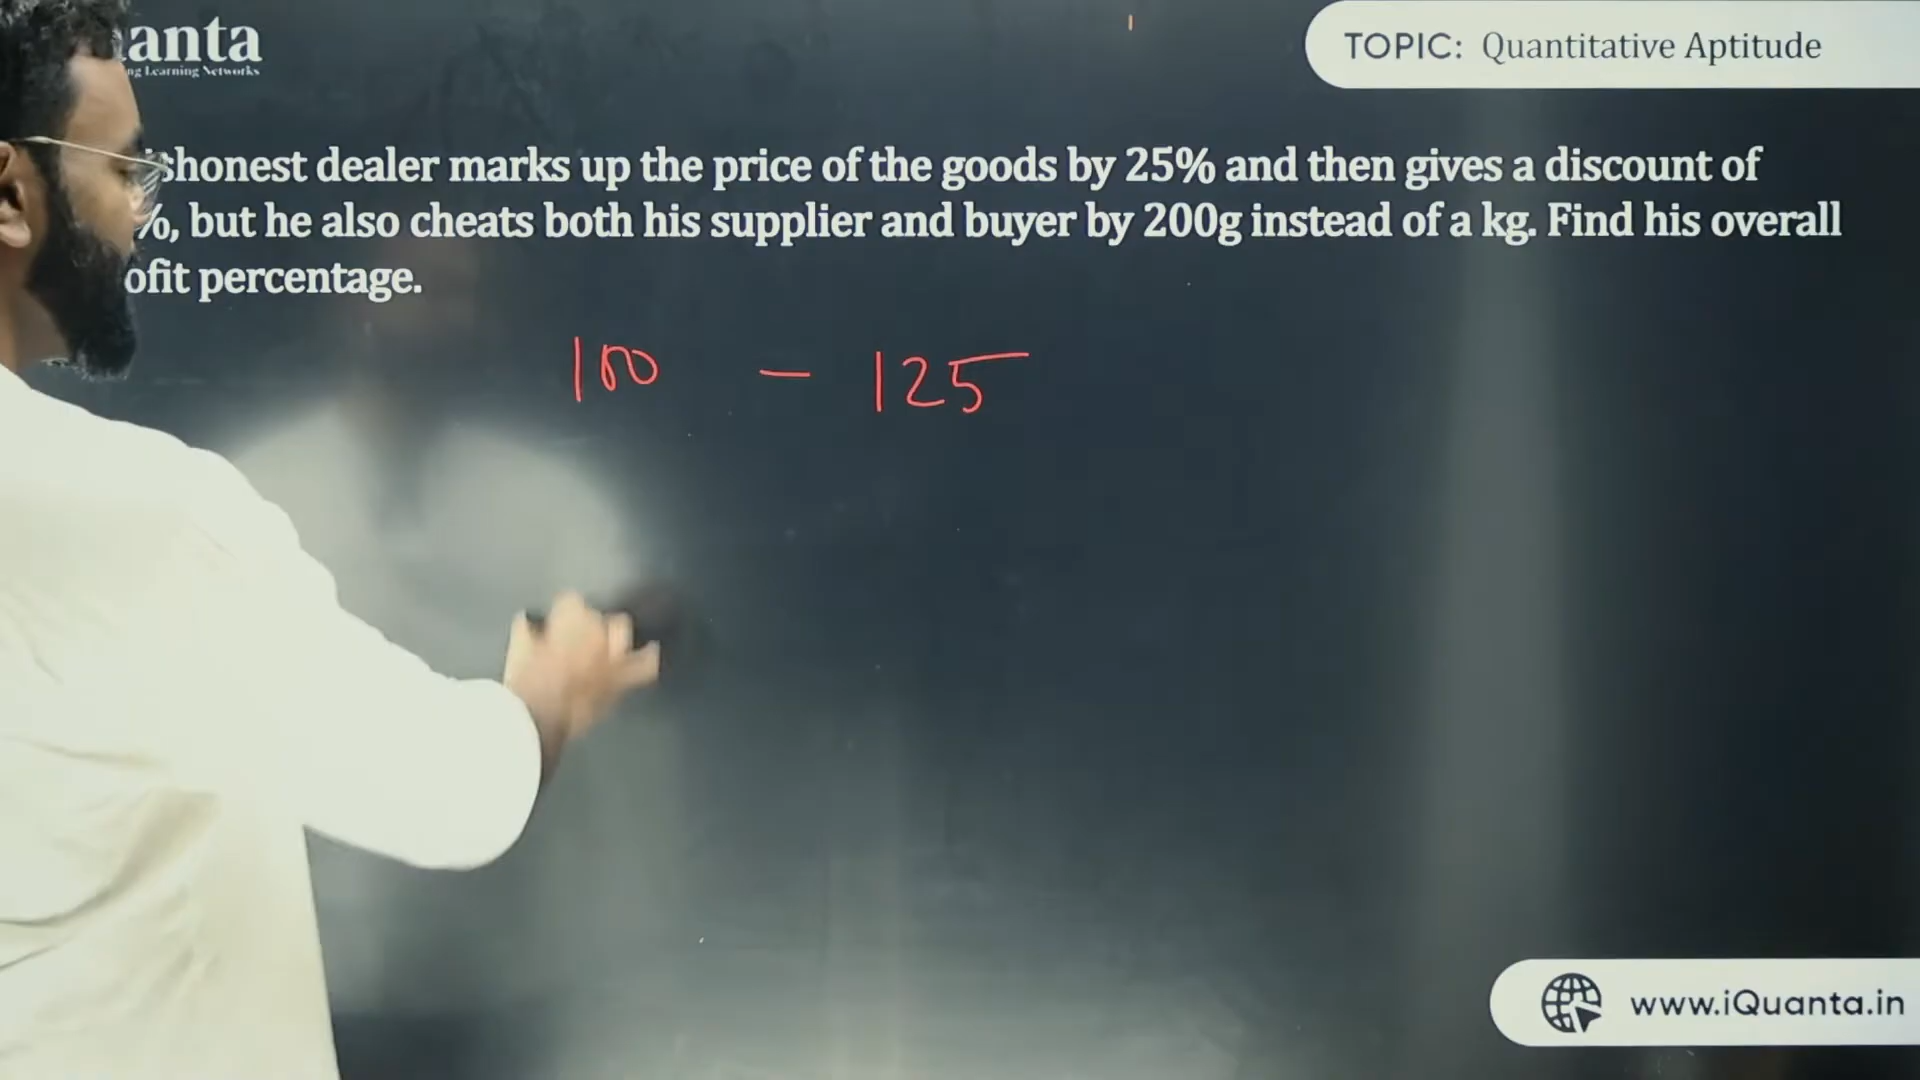 anta
ng Learning Networks
TOPIC: Quantitative Aptitude
dealer marks up the price of the goods by 25% and then gives a discount of
%, but he also cheats both his supplier and buyer by 200g instead of a kg. Find his overall
percentage.
100 - 125
www.iQuanta.in